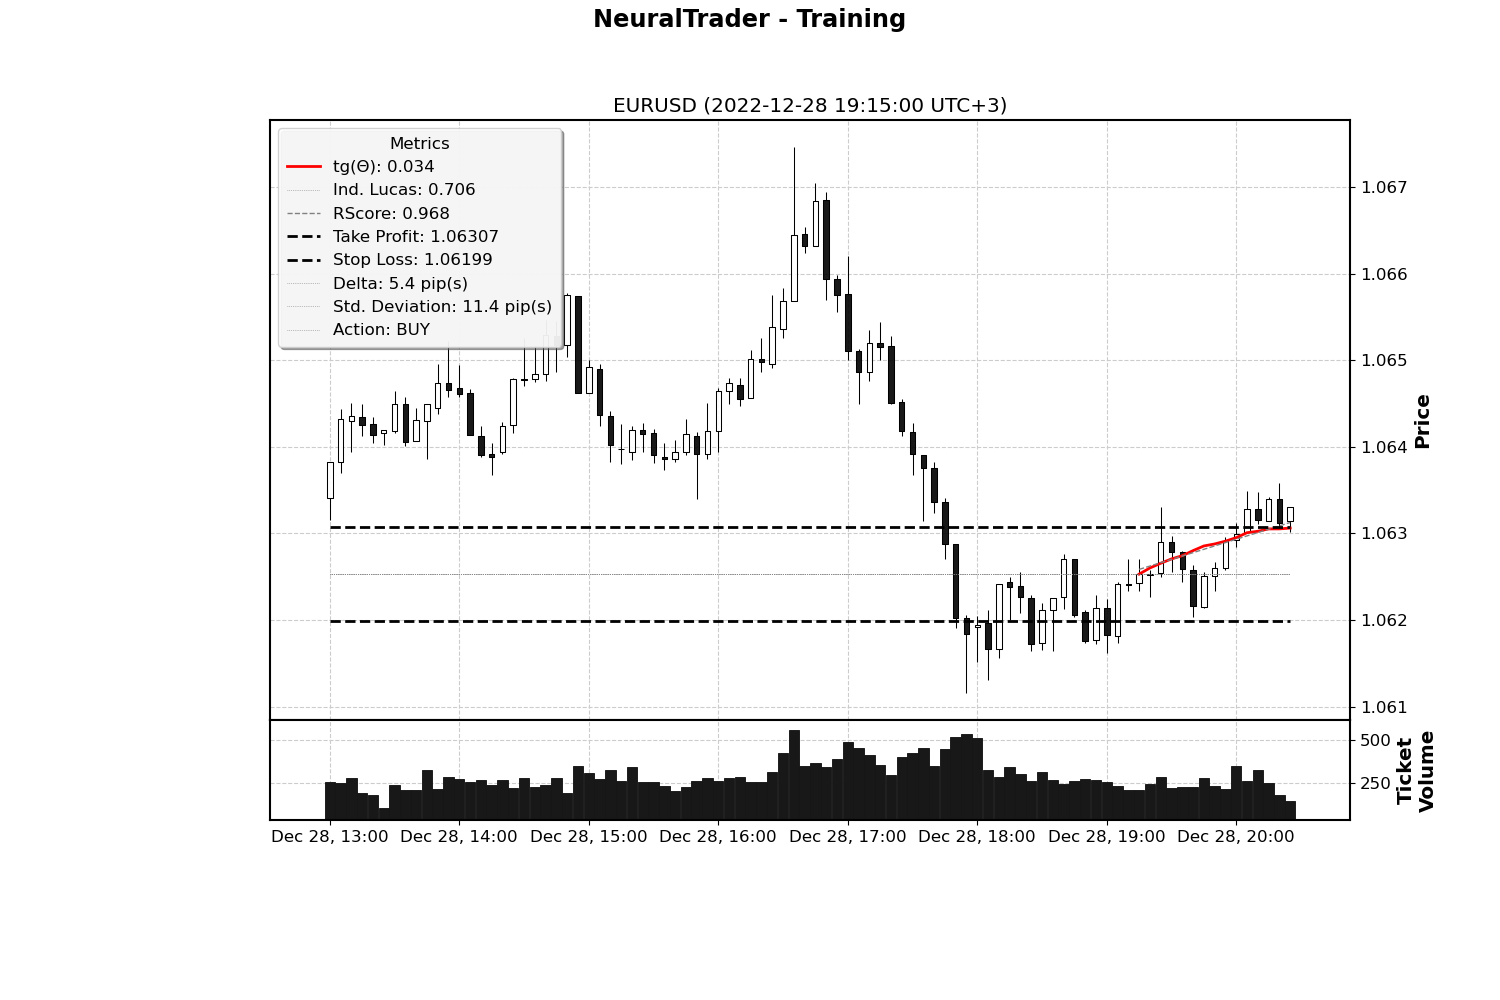 NeuralTrader - Training
EURUSD (2022-12-28 19:15:00 UTC+3)
Metrics
tg(Θ): 0.034
Ind. Lucas: 0.706
RScore: 0.968
Take Profit: 1.06307
Stop Loss: 1.06199
Delta: 5.4 pip(s)
Std. Deviation: 11.4 pip(s)
Action: BUY
1.067
1.066
1.065
1.064
1.063
1.062
1.061
Price
500
250
Ticket
Volume
Dec 28, 13:00 Dec 28, 14:00 Dec 28, 15:00 Dec 28, 16:00 Dec 28, 17:00 Dec 28, 18:00 Dec 28, 19:00 Dec 28, 20:00